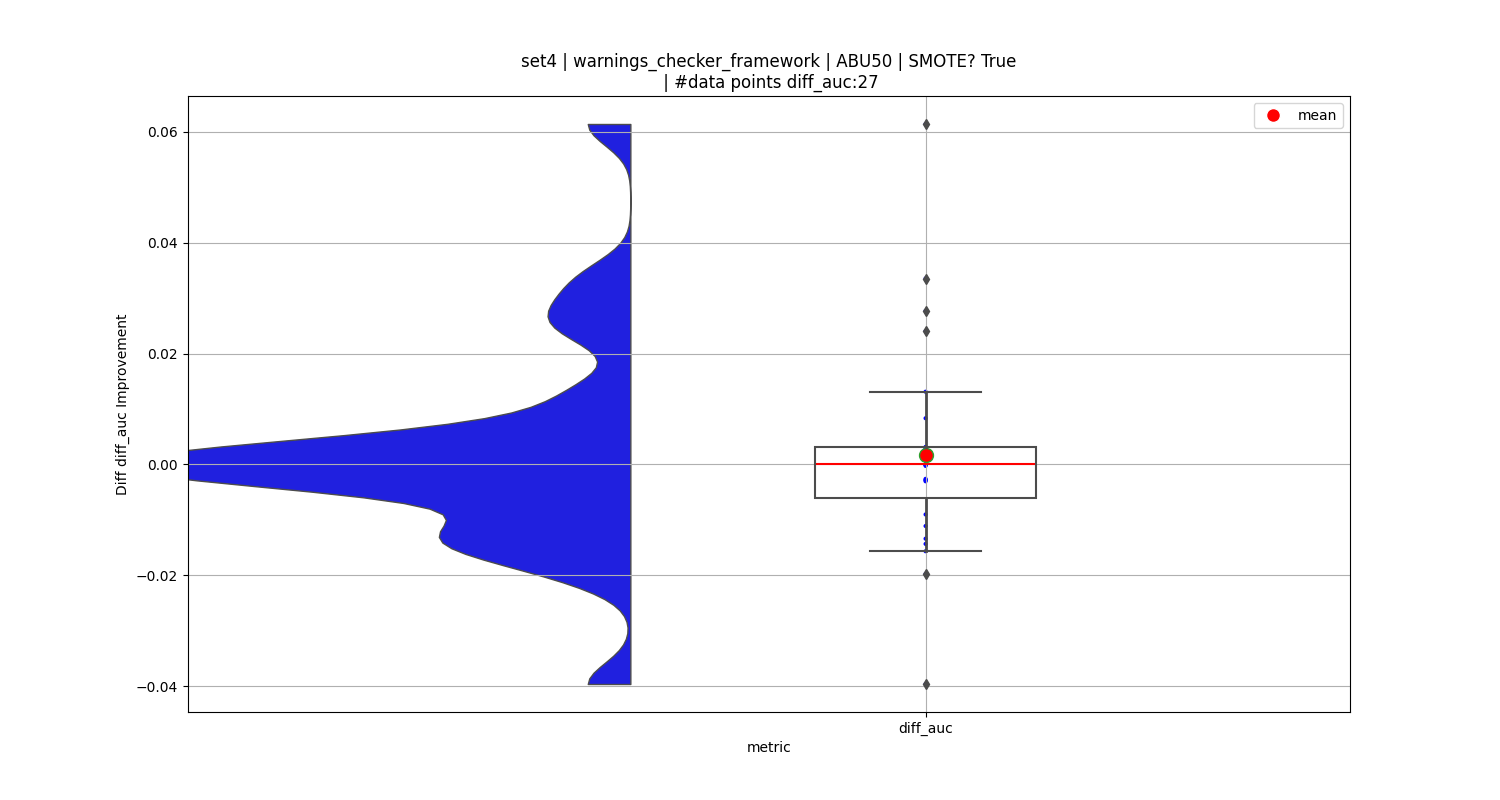 set4 | warnings_checker_framework | ABU50 | SMOTE? True
| #data points diff_auc:27
mean
0.06
0.04
0.02
0.00
−0.02
−0.04
Diff diff_auc Improvement
diff_auc
metric